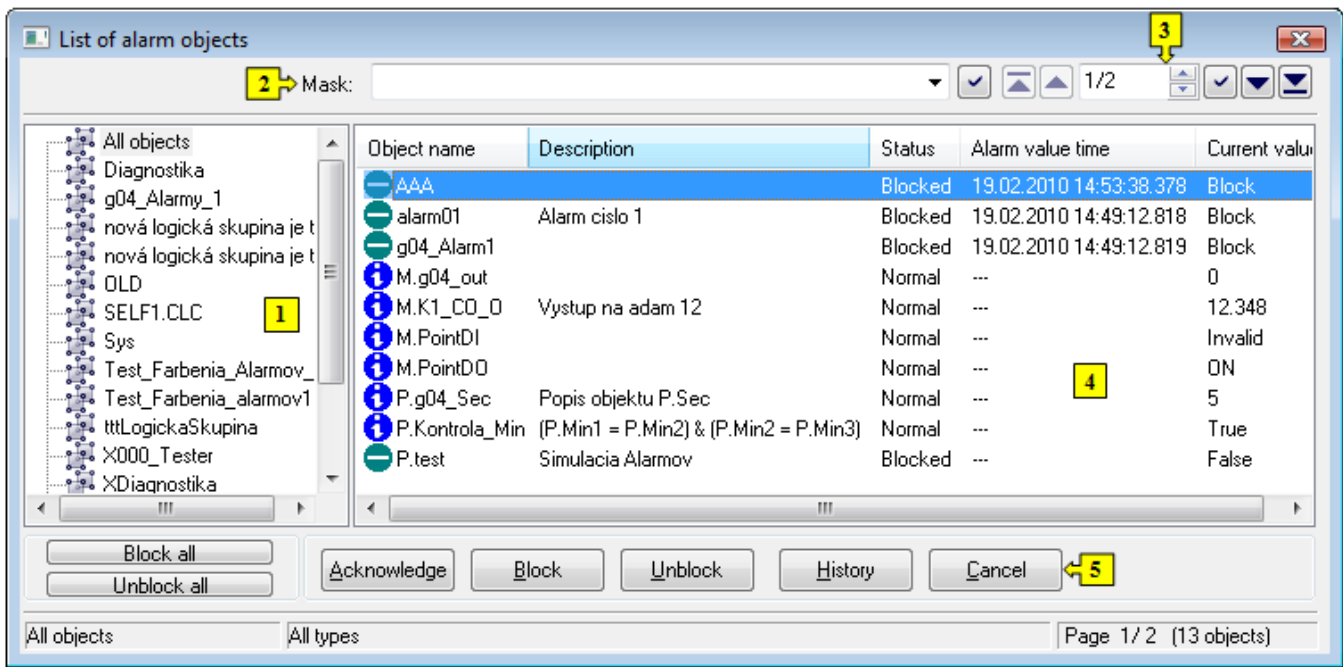 List of alarm objects
3
2 Mask: 1/2
All objects
Diagnostika
g04_Alarmy_1
nová logická skupina je t
nová logická skupina je t
OLD
SELF1.CLC
1
Sys
Test_Farbenia_Alarmov_
Test_Farbenia_alarmov1
tttLogickaSkupina
X000_Tester
XDiagnostika
Object name Description Status Alarm value time Current valu
AAA Blocked 19.02.2010 14:53:38.378 Block
alarm01 Alarm cislo 1 Blocked 19.02.2010 14:49:12.818 Block
g04_Alarm1 Blocked 19.02.2010 14:49:12.819 Block
M.g04_out Normal --- 0
M.K1_CO_O Vystup na adam 12 Normal --- 12.348
M.PointDI Normal --- Invalid
M.PointDO Normal --- ON
4
P.g04_Sec Popis objektu P.Sec Normal --- 5
P.Kontrola_Min (P.Min1 = P.Min2) & (P.Min2 = P.Min3) Normal --- True
P.test Simulacia Alarmov Blocked --- False
Block all
Unblock all
Acknowledge Block Unblock History Cancel 5
All objects All types Page 1/ 2 (13 objects)